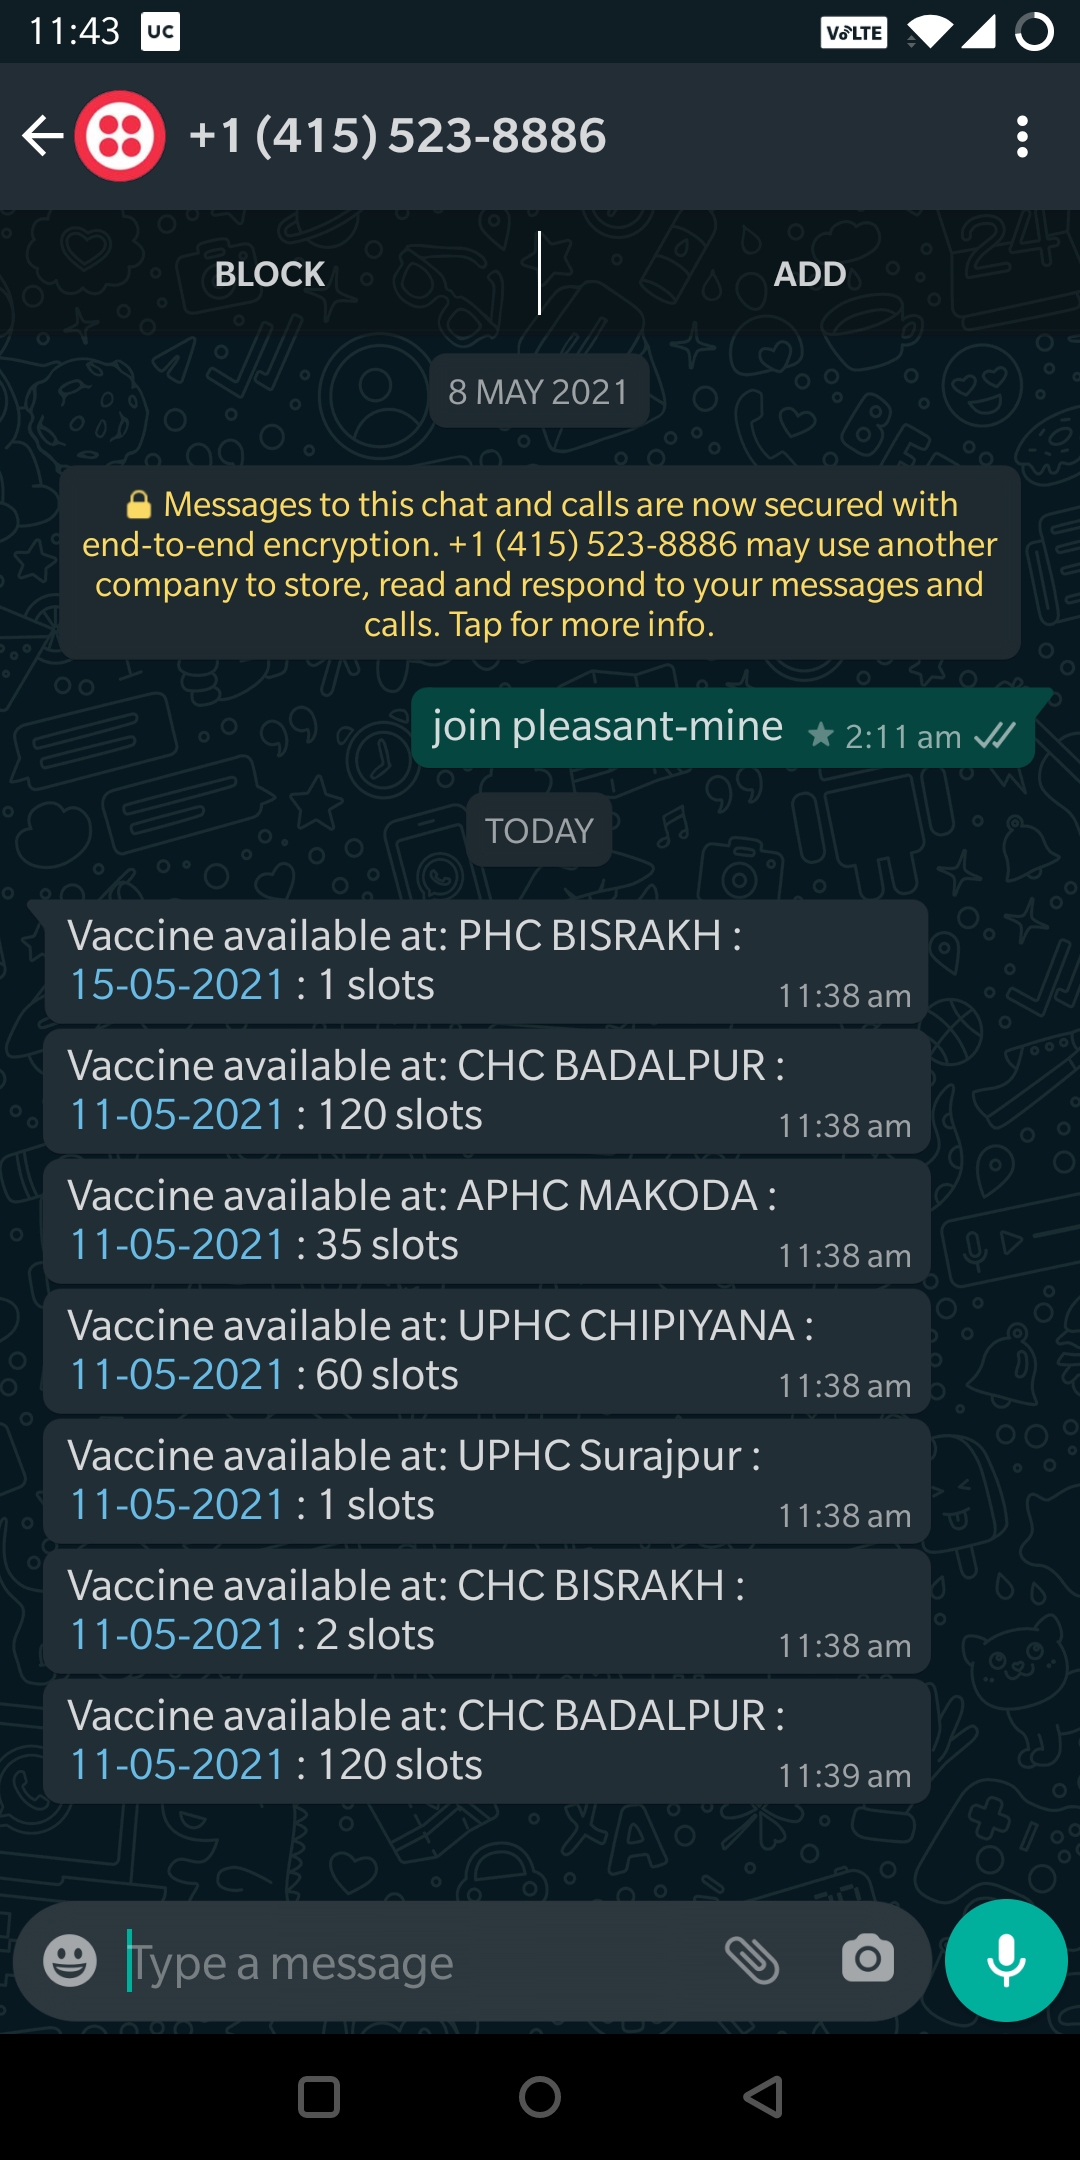 11:43 UC VoLTE
+1 (415) 523-8886
BLOCK ADD
8 MAY 2021
Messages to this chat and calls are now secured with
end-to-end encryption. +1 (415) 523-8886 may use another
company to store, read and respond to your messages and
calls. Tap for more info.
join pleasant-mine 2:11 am
TODAY
Vaccine available at: PHC BISRAKH :
15-05-2021 : 1 slots 11:38 am
Vaccine available at: CHC BADALPUR :
11-05-2021 : 120 slots 11:38 am
Vaccine available at: APHC MAKODA :
11-05-2021 : 35 slots 11:38 am
Vaccine available at: UPHC CHIPIYANA :
11-05-2021 : 60 slots 11:38 am
Vaccine available at: UPHC Surajpur :
11-05-2021 : 1 slots 11:38 am
Vaccine available at: CHC BISRAKH :
11-05-2021 : 2 slots 11:38 am
Vaccine available at: CHC BADALPUR :
11-05-2021 : 120 slots 11:39 am
Type a message